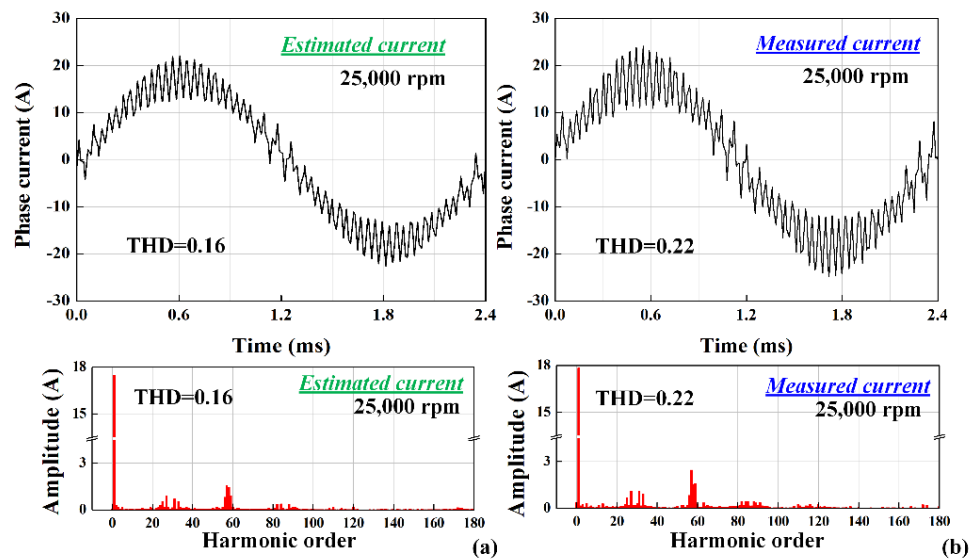 30
20
10
0
-10
-20
-30
Phase current (A)
Estimated current
25,000 rpm
THD=0.16
0.0 0.6 1.2 1.8 2.4
Time (ms)
30
20
10
0
-10
-20
-30
Phase current (A)
Measured current
25,000 rpm
THD=0.22
0.0 0.6 1.2 1.8 2.4
Time (ms)
18
15
3
0
Amplitude (A)
THD=0.16
Estimated current
25,000 rpm
0 20 40 60 80 100 120 140 160 180
Harmonic order
(a)
18
15
3
0
Amplitude (A)
THD=0.22
Measured current
25,000 rpm
0 20 40 60 80 100 120 140 160 180
Harmonic order
(b)